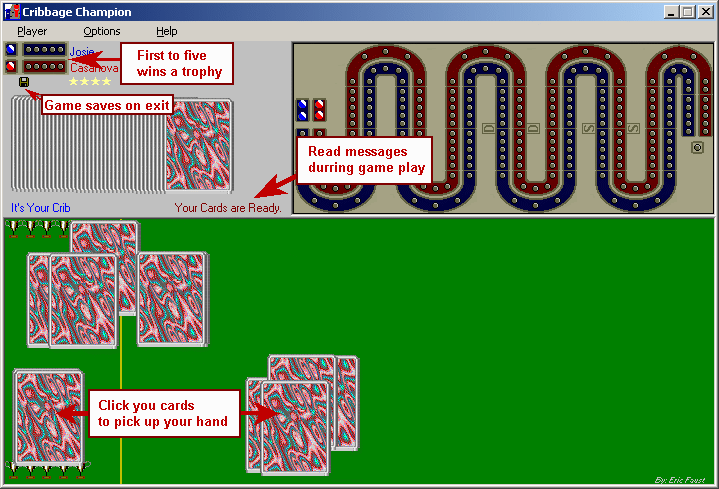 Cribbage Champion
Player Options Help
Josie
Casanova
First to five
wins a trophy
Game saves on exit
D D S S
Read messages
durring game play
It's Your Crib
Your Cards are Ready.
Click you cards
to pick up your hand
By: Eric Faust